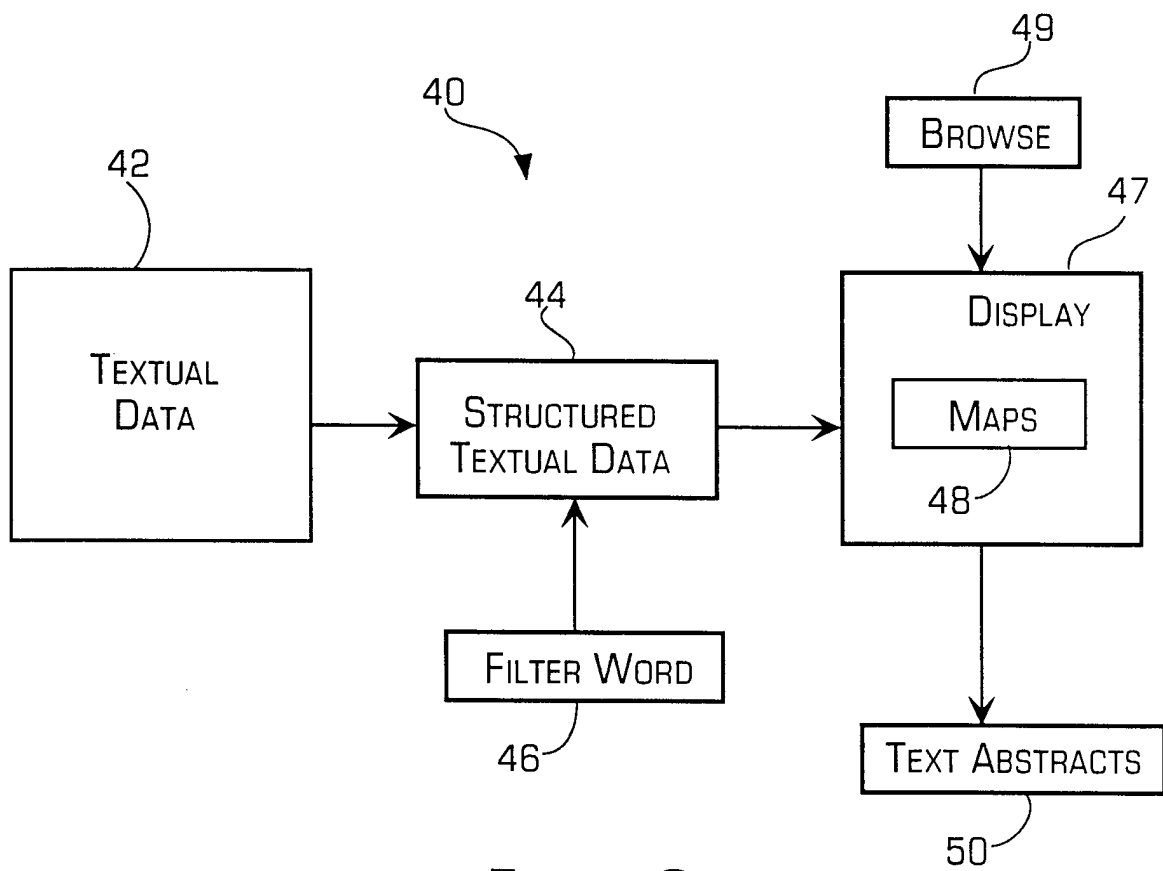 49
40
BROWSE
42
47
44
DISPLAY
TEXTUAL
DATA
STRUCTURED
TEXTUAL DATA
MAPS
48
FILTER WORD
46
TEXT ABSTRACTS
50